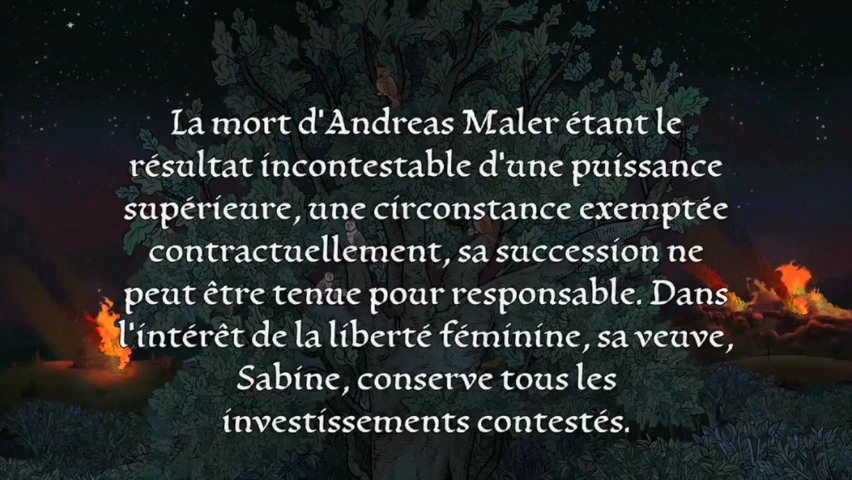 La mort d'Andreas Maler étant le
résultat incontestable d'une puissance
supérieure, une circonstance exemptée
contractuellement, sa succession ne
peut être tenue pour responsable. Dans
l'intérêt de la liberté féminine, sa veuve,
Sabine, conserve tous les
investissements contestés.